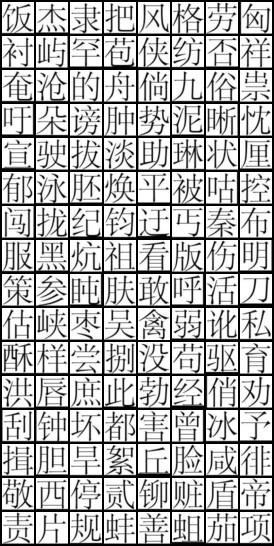 饭杰隶把风格劳匈
衬屿罕苞侠纺杏祥
奄沧的舟倘九俗祟
吁朵谤肿势泥晰忱
宣驶拔淡助琳状厘
郁泳胚焕平被咕控
闯拢纪钧迂丐秦布
服黑炕祖看版伤明
策参盹肤敢呼活刀
估峡枣吴禽弱讹私
酥样尝捌没苟驱育
洪唇庶此勃经俏劝
刮钟坏都害曾冰予
揖胆旱絮丘脸咸徘
敬西停贰铆赃盾帝
责片规蚌善蛆茄项